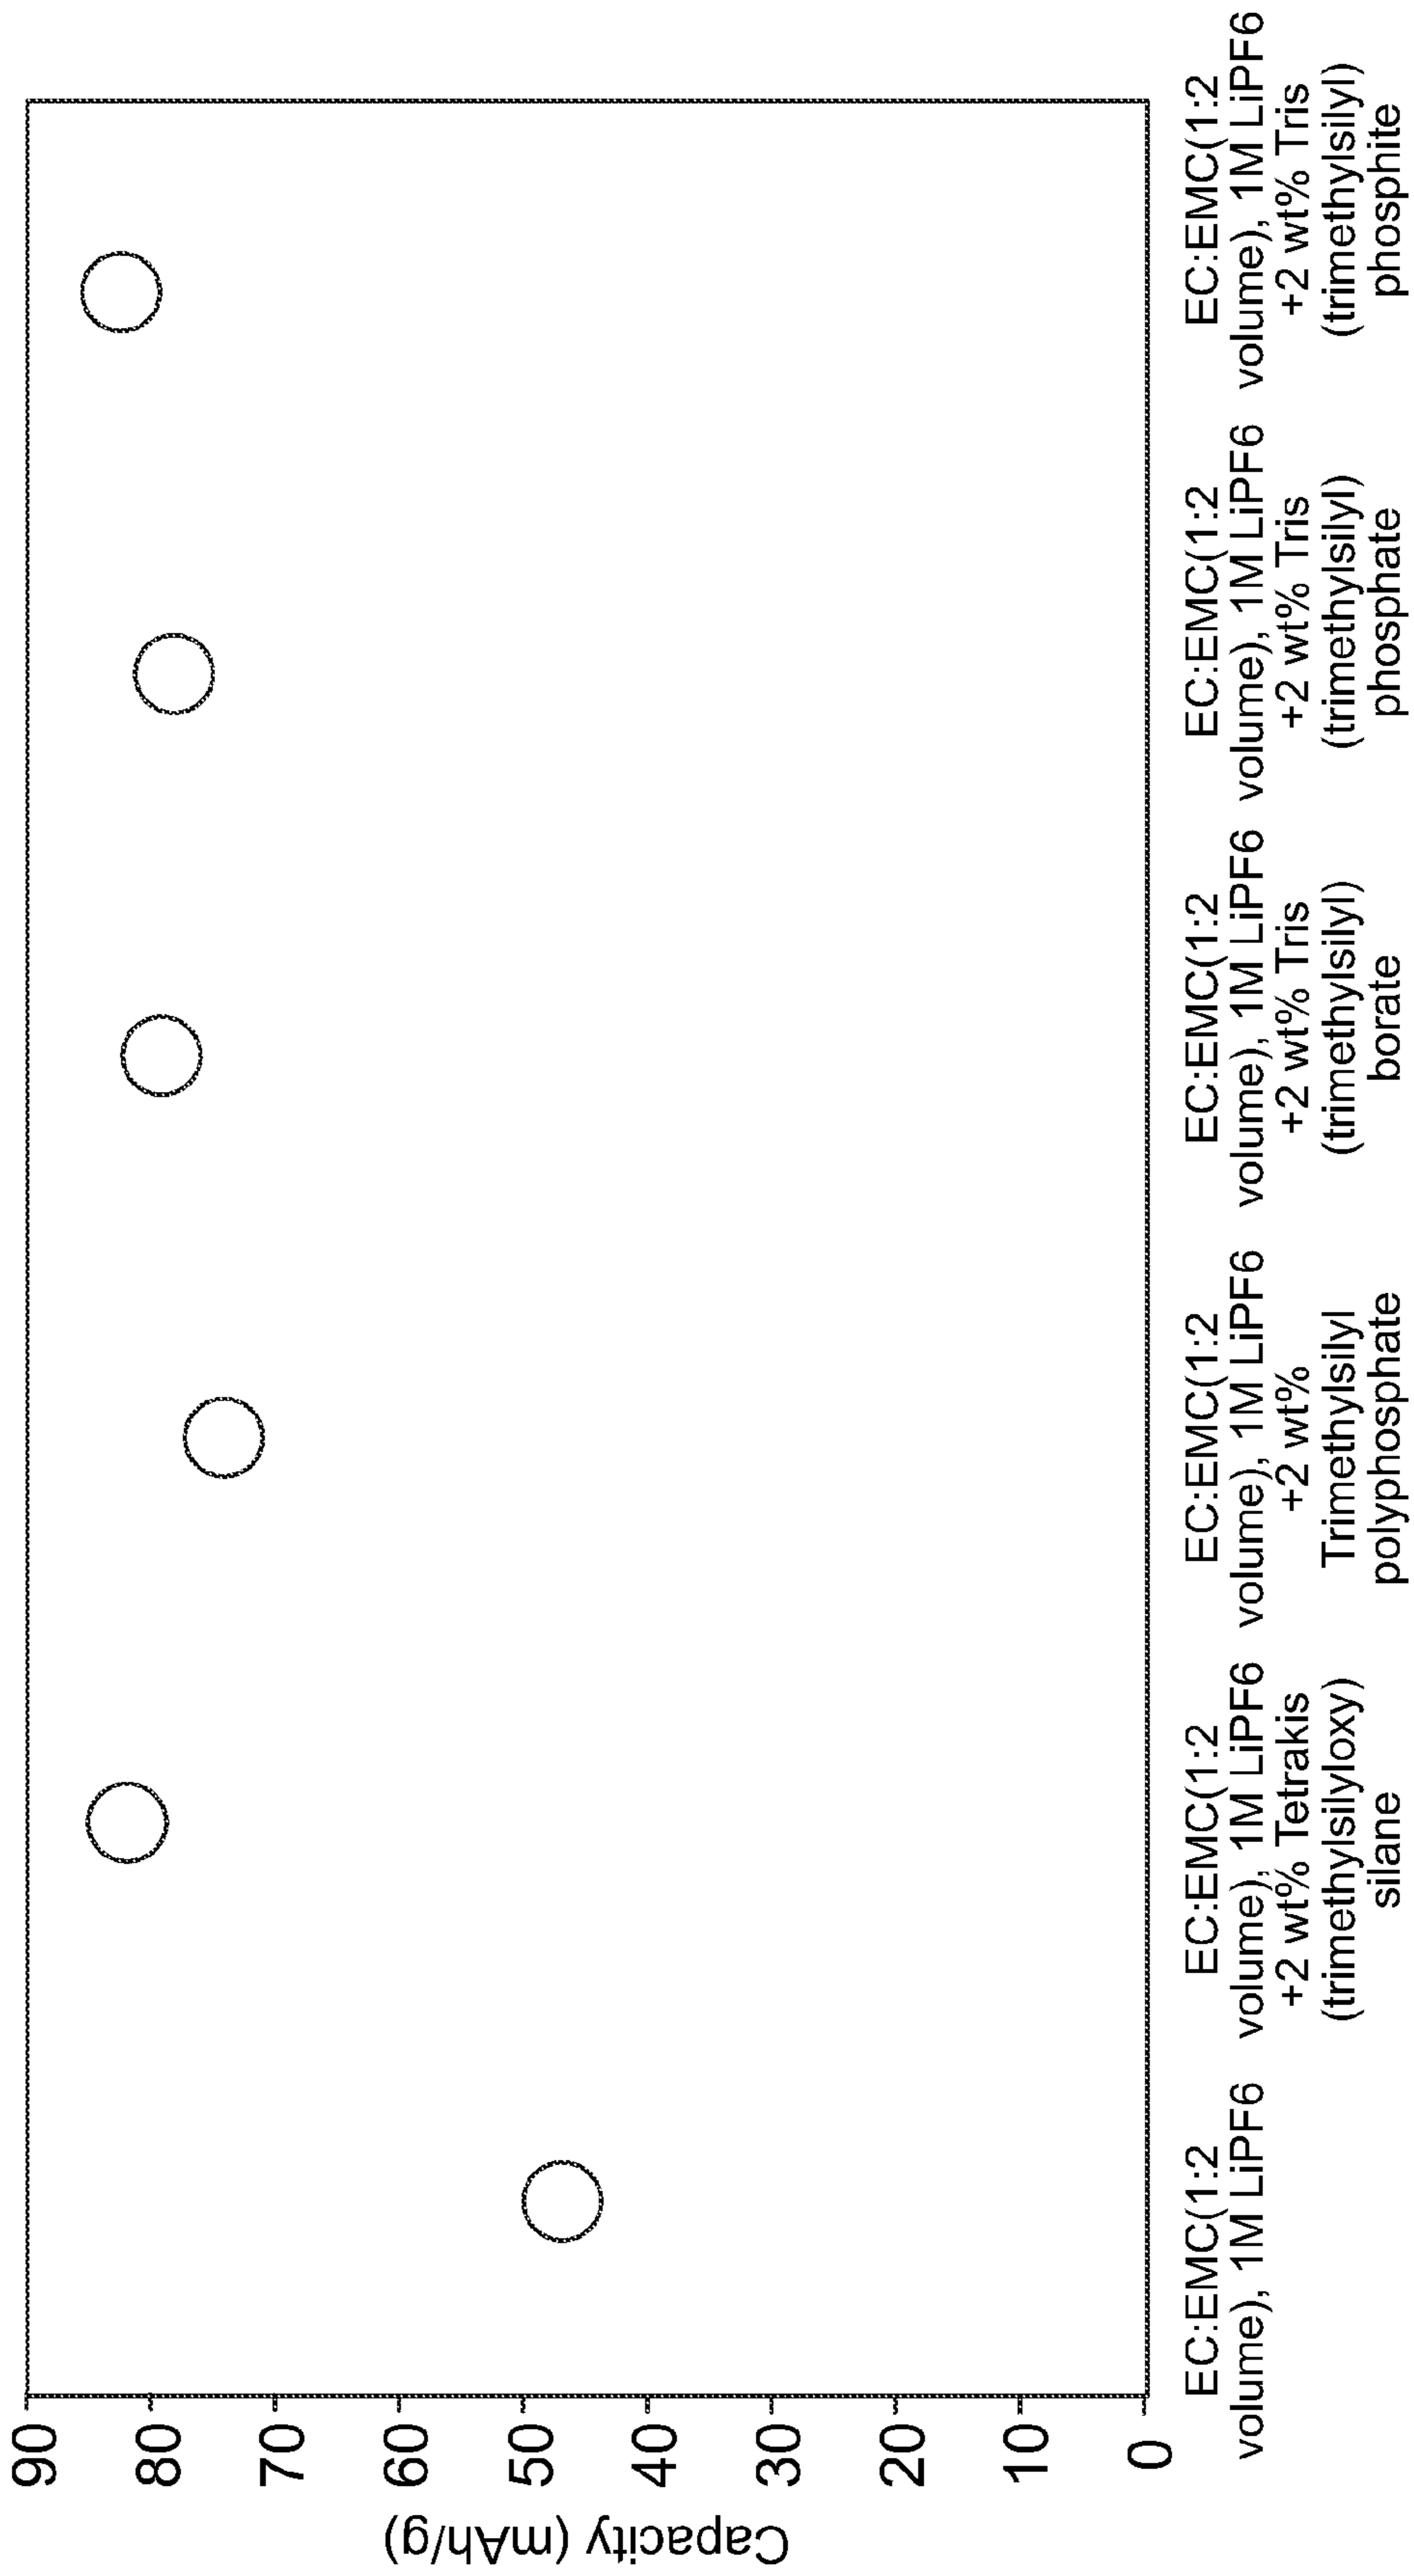 Capacity (mAh/g)
90
80
70
60
50
40
30
20
10
0
EC:EMC(1:2
volume), 1M LiPF6
EC:EMC(1:2
volume), 1M LiPF6
+2 wt% Tetrakis
(trimethylsilyloxy)
silane
EC:EMC(1:2
volume), 1M LiPF6
+2 wt%
Trimethylsilyl
polyphosphate
EC:EMC(1:2
volume), 1M LiPF6
+2 wt% Tris
(trimethylsilyl)
borate
EC:EMC(1:2
volume), 1M LiPF6
+2 wt% Tris
(trimethylsilyl)
phosphate
EC:EMC(1:2
volume), 1M LiPF6
+2 wt% Tris
(trimethylsilyl)
phosphite